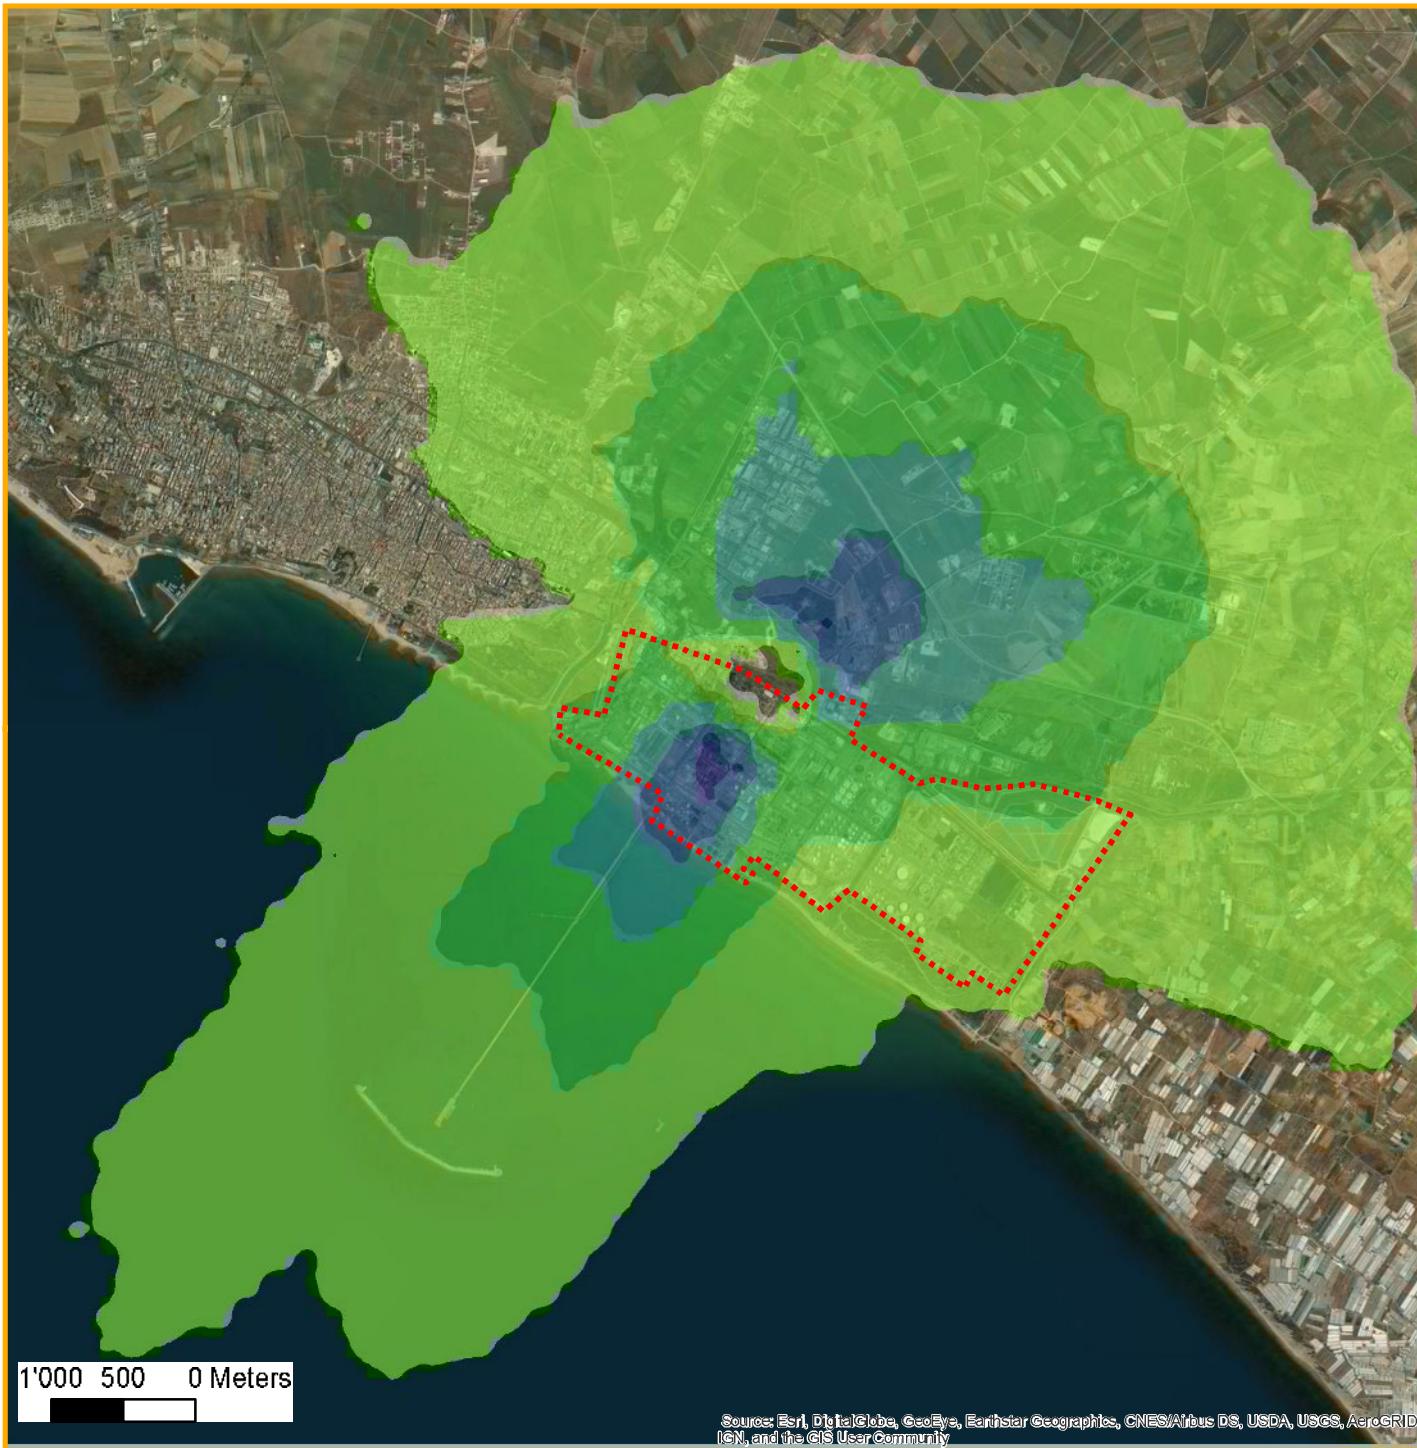 1'000 500 0 Meters
Source: Esri, DigitalGlobe, GeoEye, Earthstar Geographics, CNES/Airbus DS, USDA, USGS, AeroGRID
IGN, and the GIS User Community